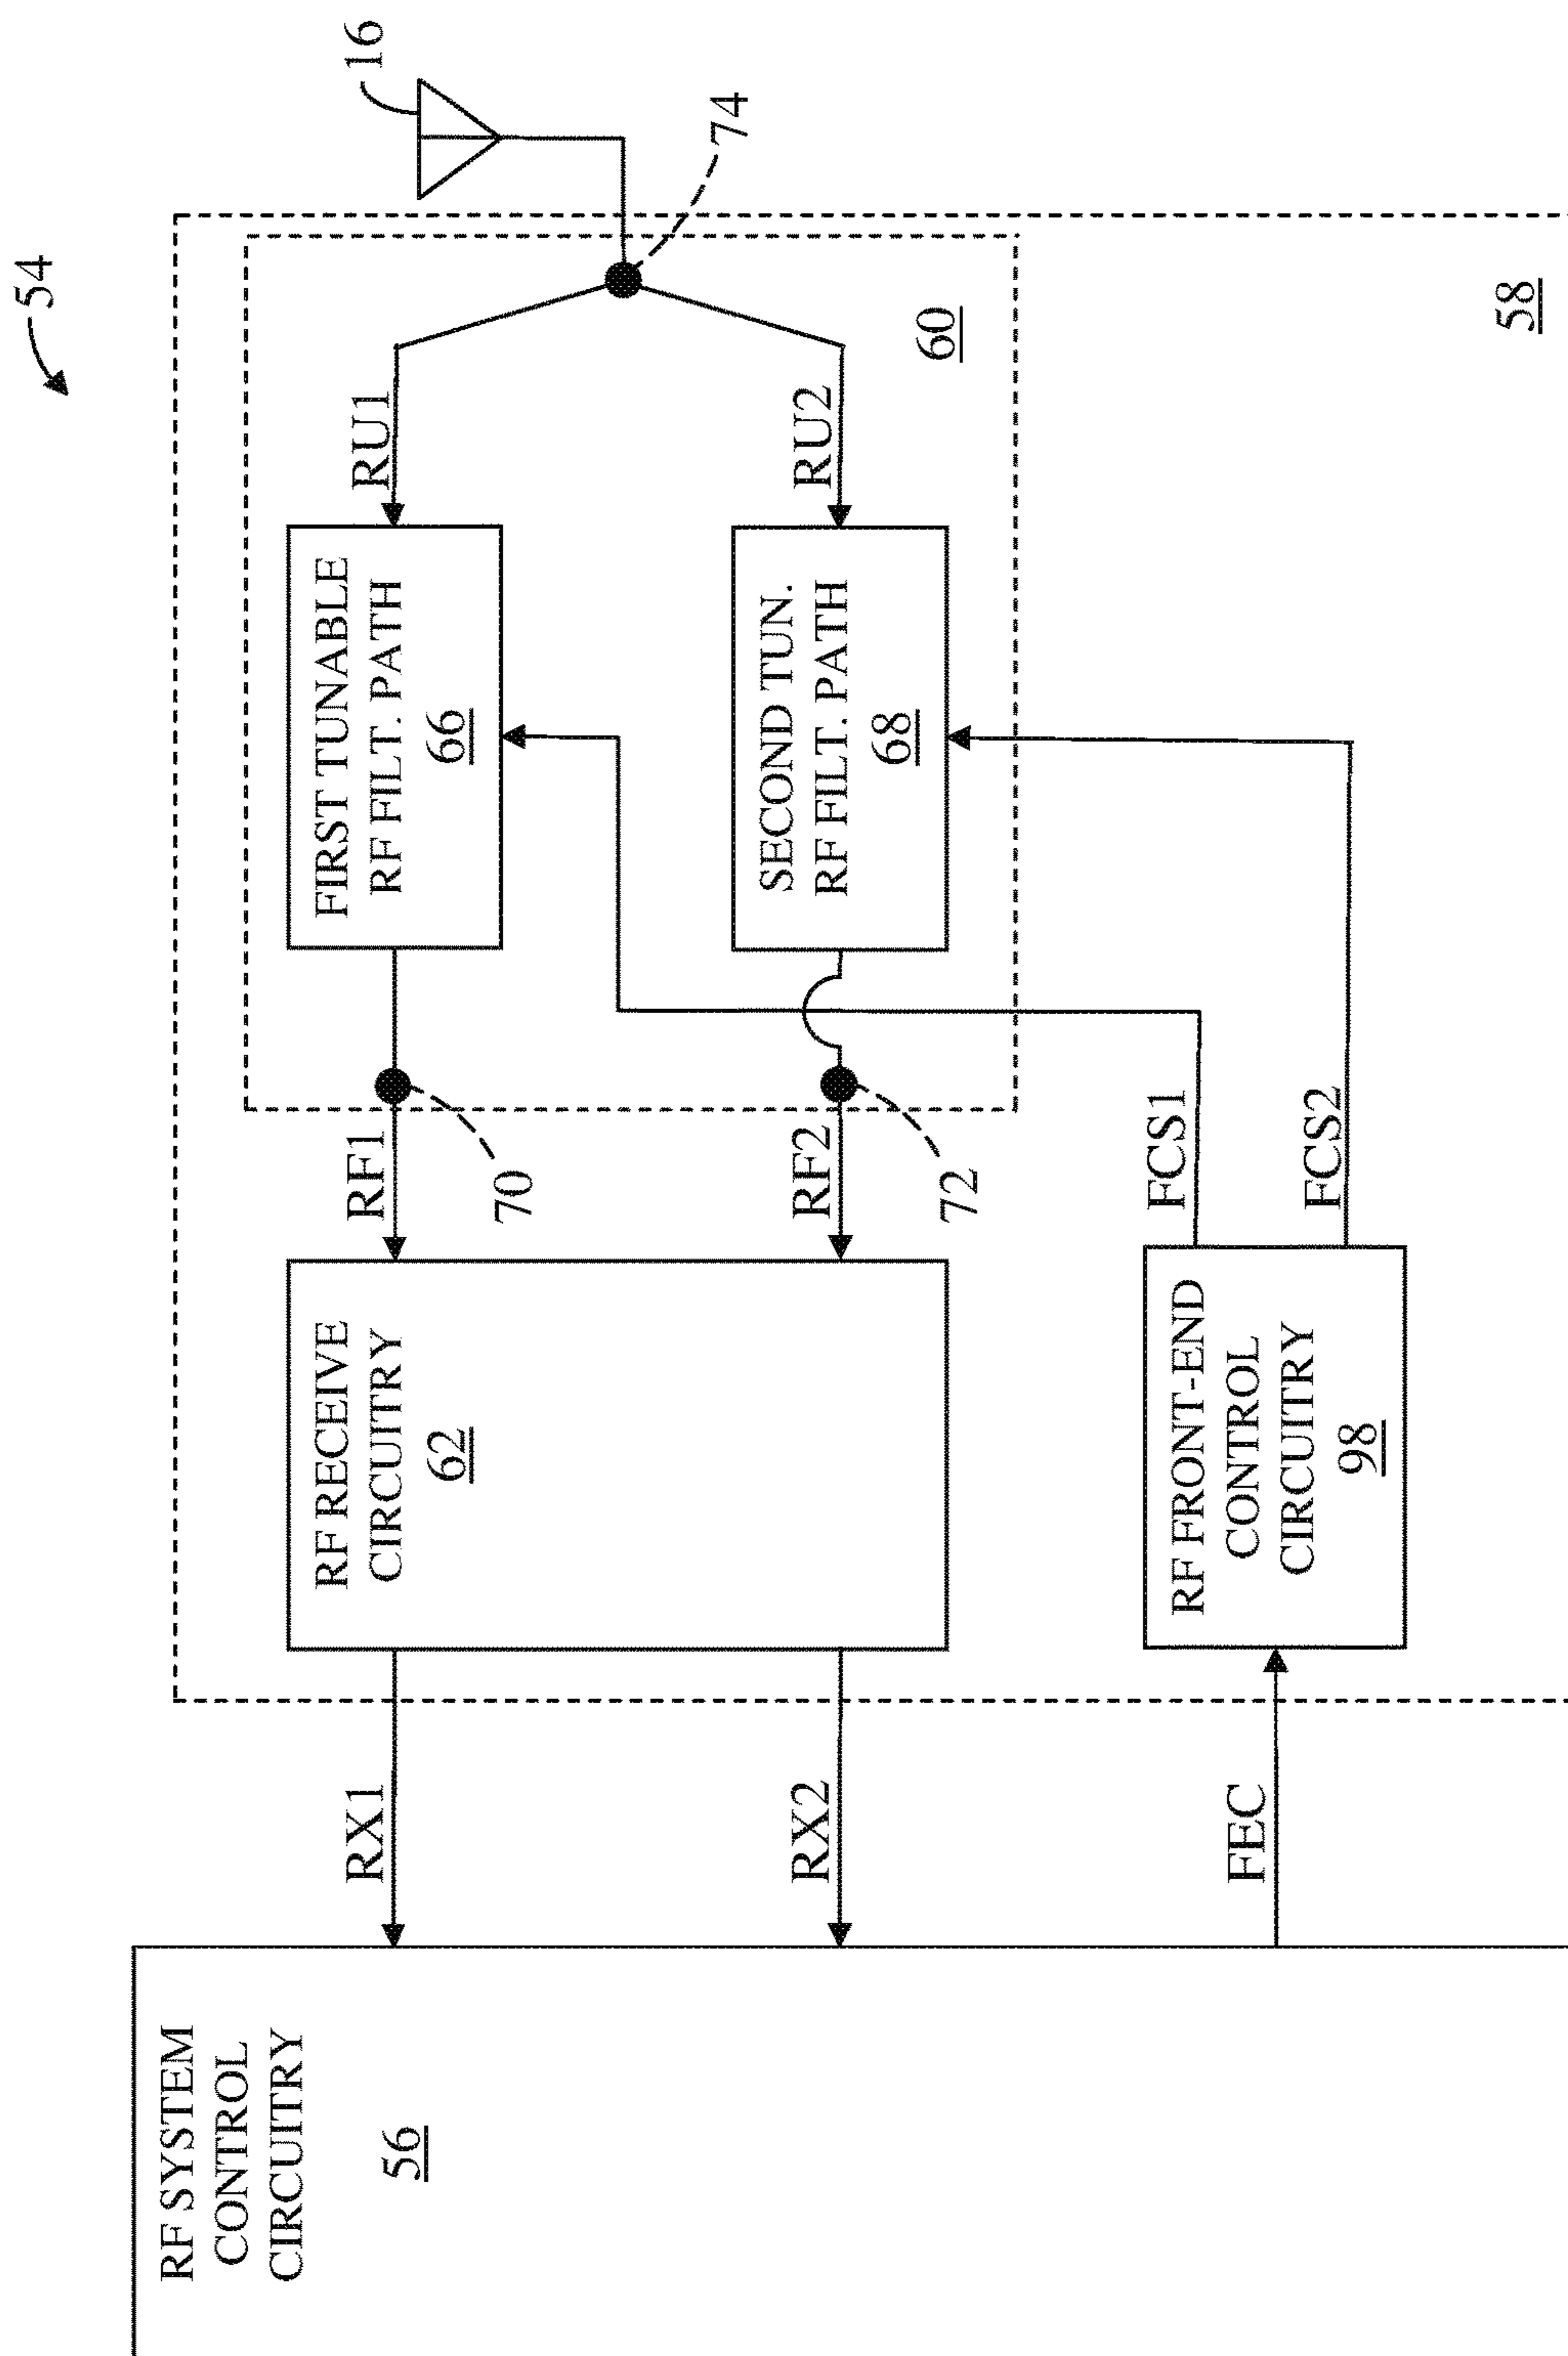 54
RF SYSTEM
CONTROL
CIRCUITRY
56
RX1
RX2
FEC
RF RECEIVE
CIRCUITRY
62
RF FRONT-END
CONTROL
CIRCUITRY
98
RF1
70
RF2
72
FCS1
FCS2
FIRST TUNABLE
RF FILT. PATH
66
SECOND TUN.
RF FILT. PATH
68
RU1
RU2
60
58
74
16